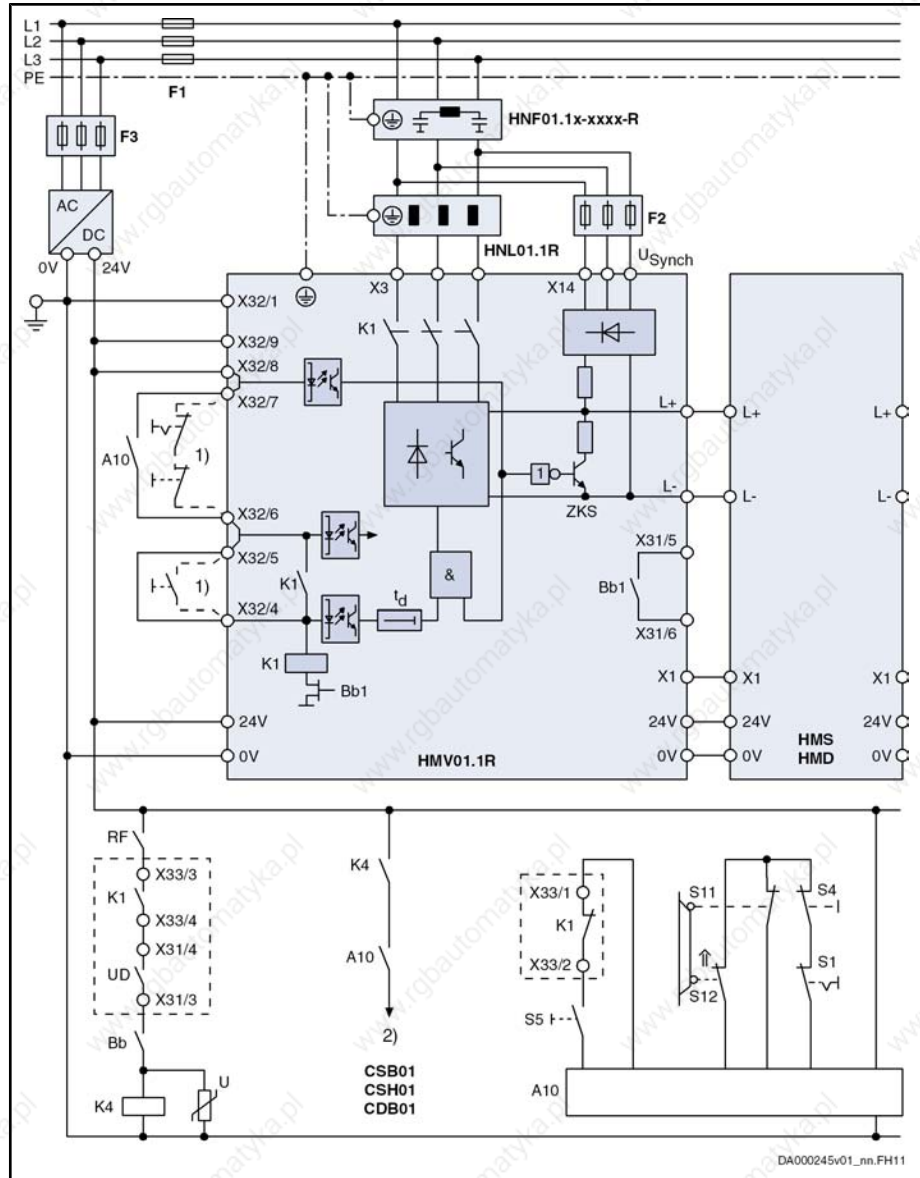 L1
L2
L3
PE
F1
F3
HNF01.1x-xxxx-R
AC
DC
F2
HNL01.1R
0V
24V
USynch
X3
X14
X32/1
K1
X32/9
X32/8
X32/7
L+
L+
A10
1)
1
L-
L-
ZKS
X32/6
X31/5
X32/5
K1
&
Bb1
1)
td
X32/4
X31/6
K1
Bb1
X1
X1
X1
24V
24V
24V
24V
0V
0V
0V
0V
HMS
HMD
HMV01.1R
L+
L-
RF
X33/3
K1
X33/4
X31/4
UD
X31/3
Bb
K4
U
K4
A10
2)
CSB01
CSH01
CDB01
X33/1
K1
X33/2
S5
S11
S4
S12
S1
A10
DA000245v01_nn.FH11
www.rgbautomatyka.pl